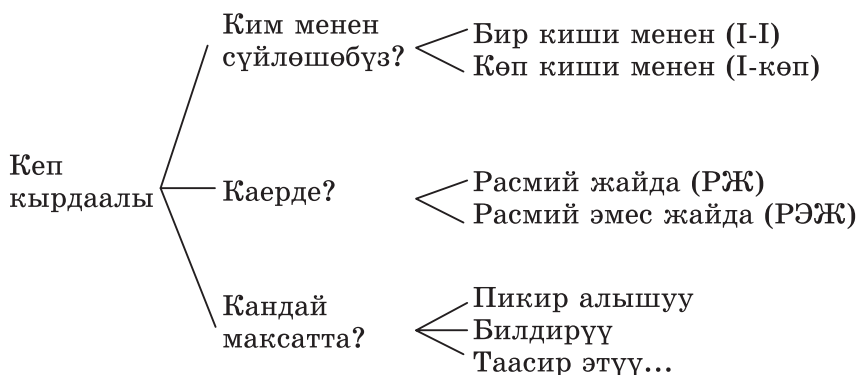 Кеп
кырдаалы
Ким менен
сүйлөшөбүз?
Бир киши менен (I-I)
Көп киши менен (I-көп)
Каерде?
Расмий жайда (РЖ)
Расмий эмес жайда (РЭЖ)
Кандай
максатта?
Пикир алышуу
Билдирүү
Таасир этүү...